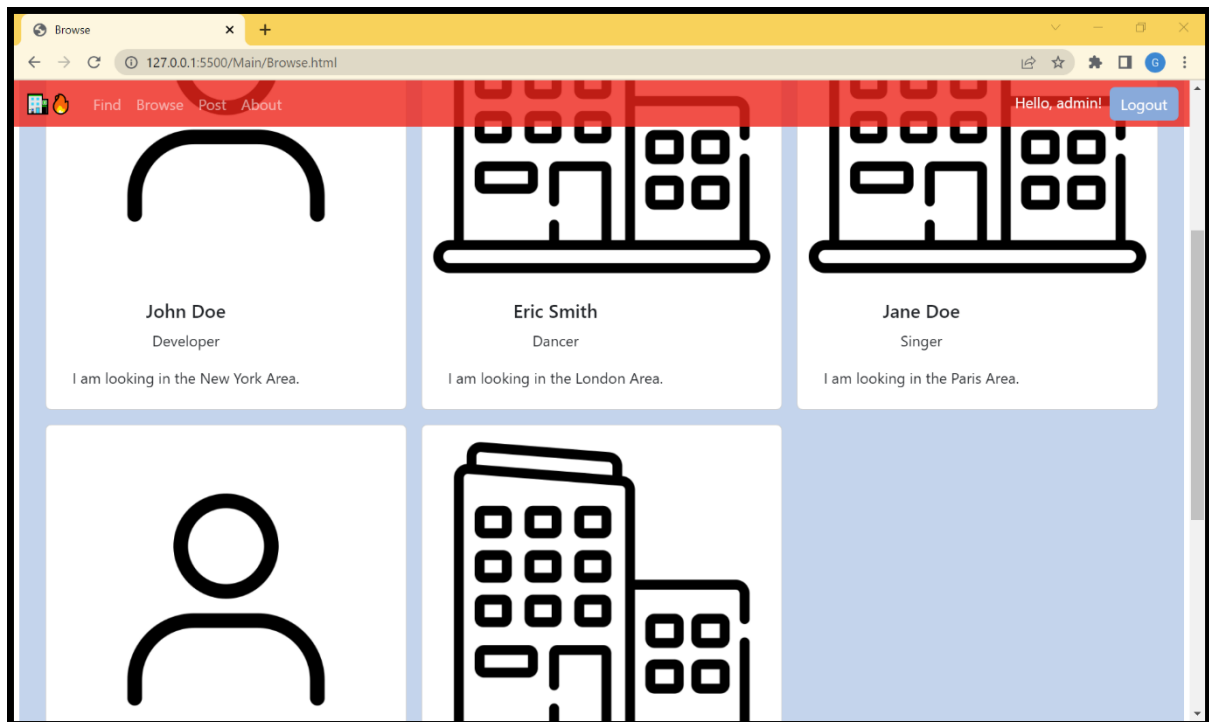 Browse
127.0.0.1:5500/Main/Browse.html
G
Find Browse Post About
Hello, admin! Logout
John Doe
Developer
I am looking in the New York Area.
Eric Smith
Dancer
I am looking in the London Area.
Jane Doe
Singer
I am looking in the Paris Area.